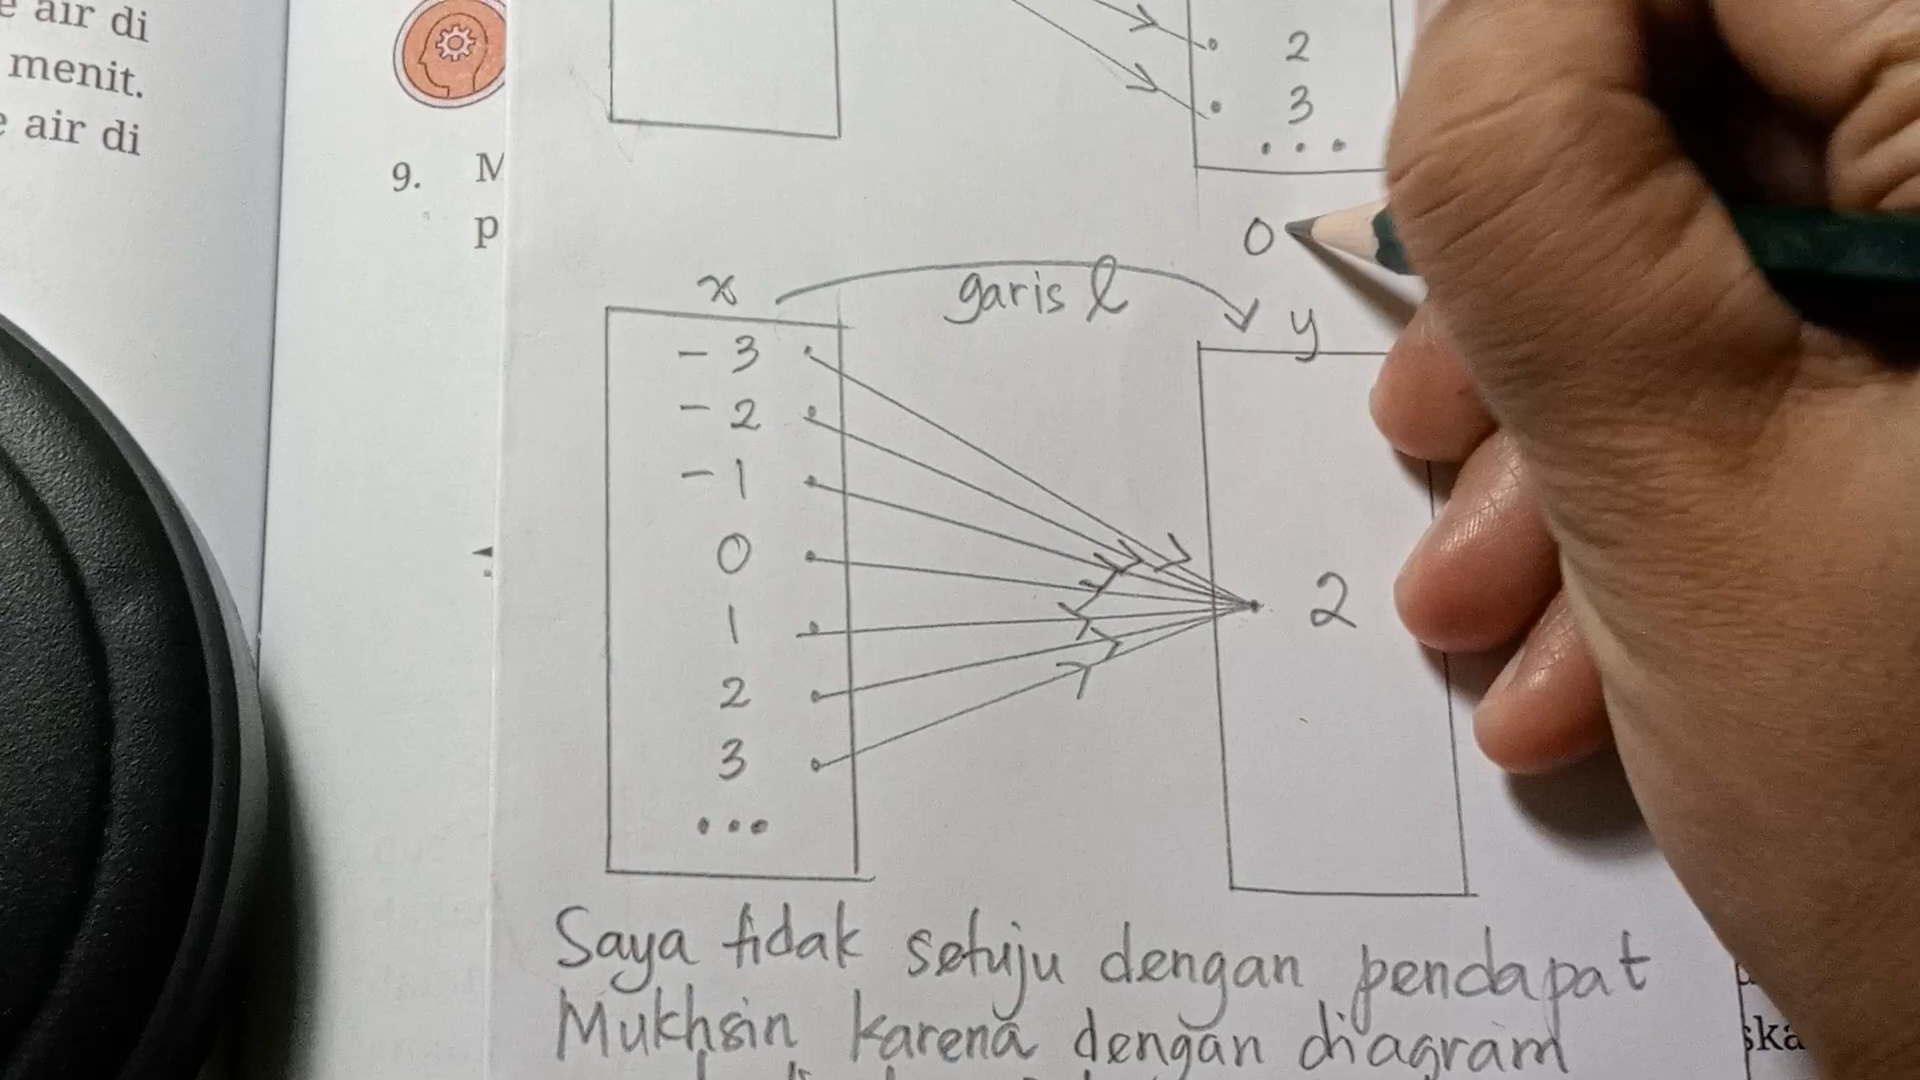 air di
menit.
air di
9. M
p
2
3
...
0
x garis l y
- 3
- 2
- 1
0
1
2
3
...
2
Saya tidak setuju dengan pendapat
Mukhsin karena dengan diagram